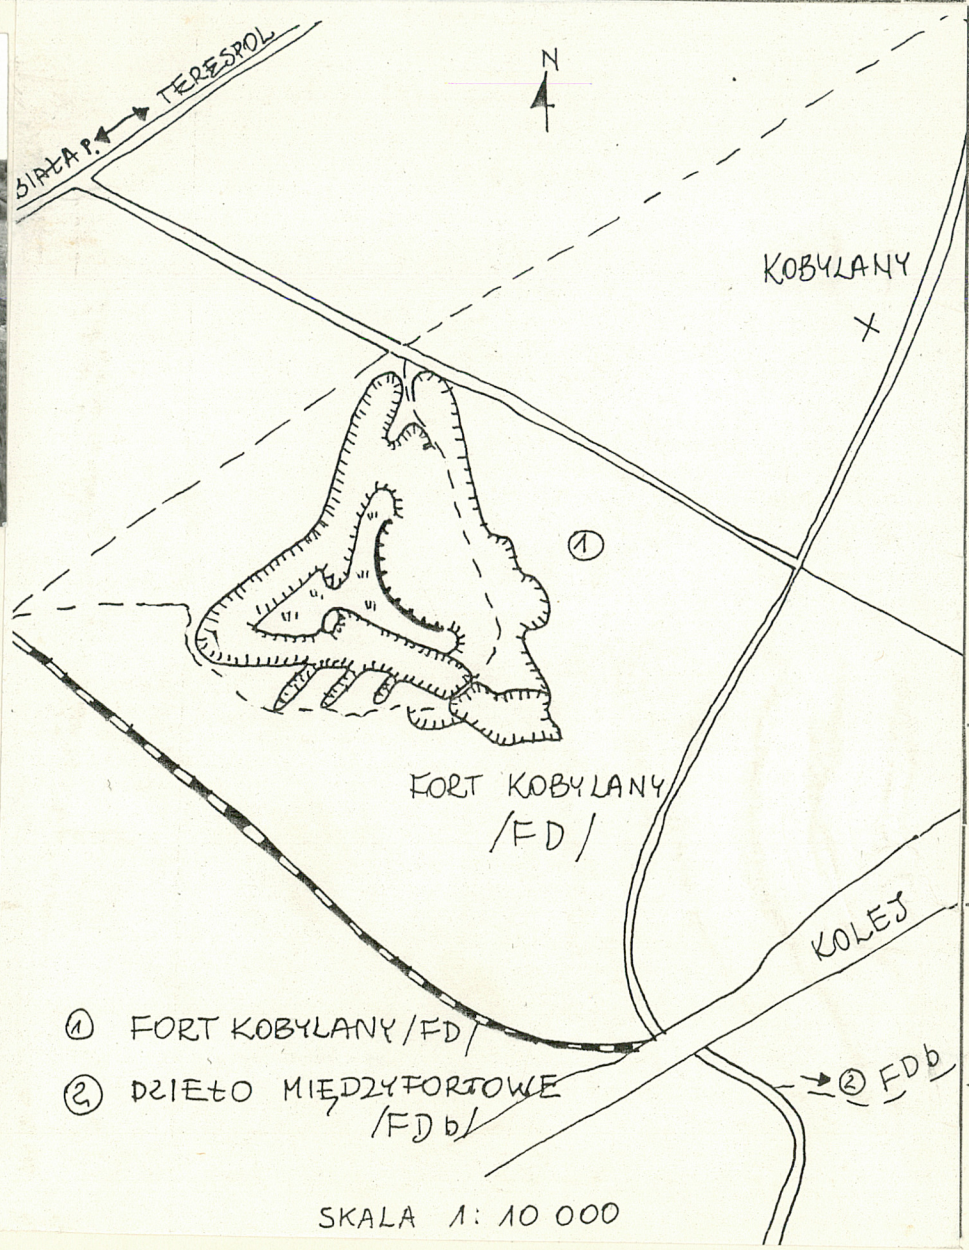 BIAŁA P. TERESPOL
N
KOBYLANY
X
1
FORT KOBYLANY
/FD/
KOLEJ
1 FORT KOBYLANY /FD/
2 DZIEŁO MIĘDZYFORTOWE
/FDb/
2 FDb
SKALA 1: 10 000